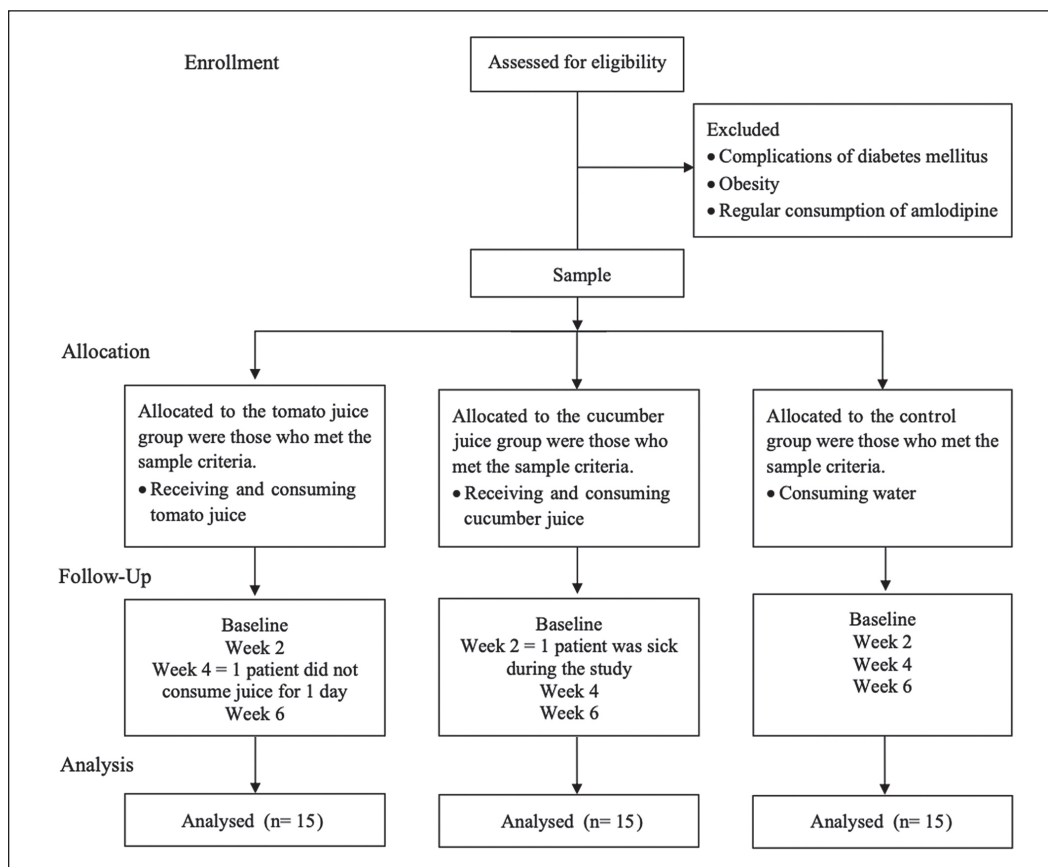 Enrollment
Assessed for eligibility
Excluded
• Complications of diabetes mellitus
• Obesity
• Regular consumption of amlodipine
Sample
Allocation
Allocated to the tomato juice
group were those who met the
sample criteria.
• Receiving and consuming
tomato juice
Allocated to the cucumber
juice group were those who
met the sample criteria.
• Receiving and consuming
cucumber juice
Allocated to the control
group were those who met the
sample criteria.
• Consuming water
Follow-Up
Baseline
Week 2
Week 4 = 1 patient did not
consume juice for 1 day
Week 6
Baseline
Week 2 = 1 patient was sick
during the study
Week 4
Week 6
Baseline
Week 2
Week 4
Week 6
Analysis
Analysed (n= 15)
Analysed (n= 15)
Analysed (n= 15)